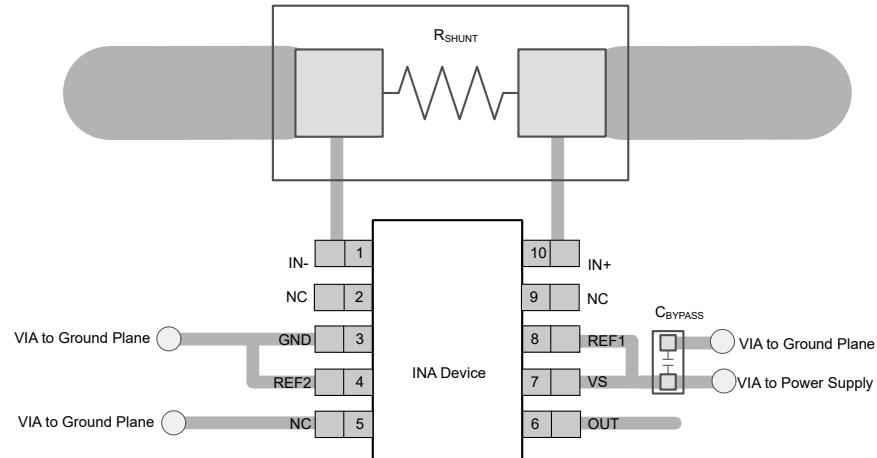 RSHUNT
1
10
IN-
IN+
NC
2
9
NC
CBYPASS
VIA to Ground Plane
GND
3
8
REF1
VIA to Ground Plane
INA Device
REF2
4
7
VS
VIA to Power Supply
VIA to Ground Plane
NC
5
6
OUT